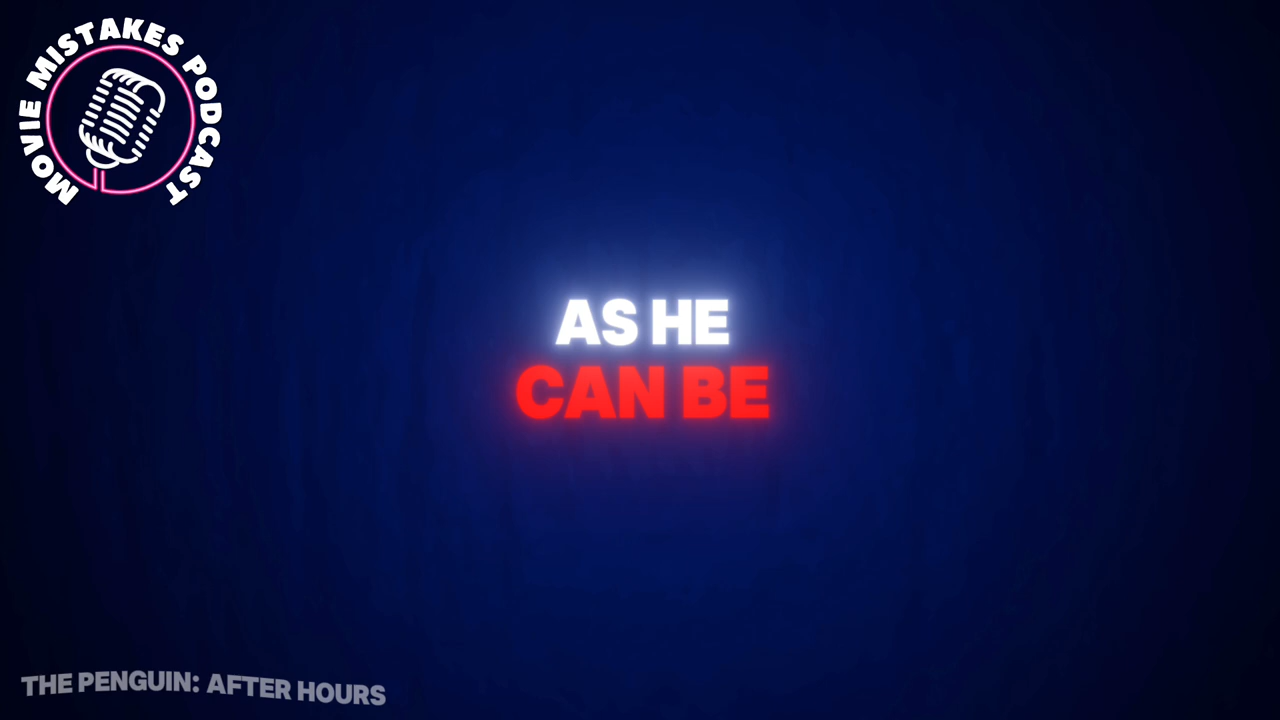 MOVIE MISTAKES PODCAST
AS HE
CAN BE
THE PENGUIN: AFTER HOURS